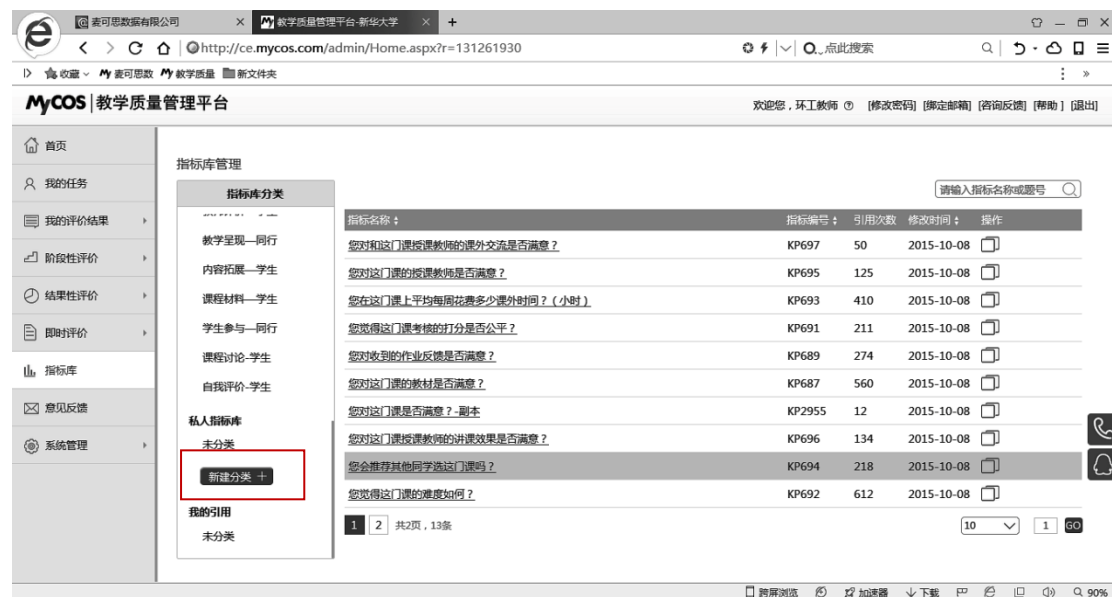 麦可思数据有限公司 × 教学质量管理平台-新华大学 × +
http://ce.mycos.com/admin/Home.aspx?r=131261930 点此搜索
收藏 麦可思数 教学质量 新文件夹 »
MyCOS 教学质量管理平台 欢迎您，环工教师 [修改密码] [绑定邮箱] [咨询反馈] [帮助] [退出]
首页
我的任务
我的评价结果
阶段性评价
结果性评价
即时评价
指标库
意见反馈
系统管理
指标库管理
指标库分类
教学呈现—同行
内容拓展—学生
课程材料—学生
学生参与—同行
课程讨论-学生
自我评价-学生
私人指标库
未分类
新建分类 +
我的引用
未分类
请输入指标名称或题号
指标名称 指标编号 引用次数 修改时间 操作
您对和这门课授课教师的课外交流是否满意？ KP697 50 2015-10-08
您对这门课的授课教师是否满意？ KP695 125 2015-10-08
您在这门课上平均每周花费多少课外时间？（小时） KP693 410 2015-10-08
您觉得这门课考核的打分是否公平？ KP691 211 2015-10-08
您对收到的作业反馈是否满意？ KP689 274 2015-10-08
您对这门课的教材是否满意？ KP687 560 2015-10-08
您对这门课是否满意？-副本 KP2955 12 2015-10-08
您对这门课授课教师的讲课效果是否满意？ KP696 134 2015-10-08
您会推荐其他同学选这门课吗？ KP694 218 2015-10-08
您觉得这门课的难度如何？ KP692 612 2015-10-08
1 2 共2页，13条 10 1 GO
跨屏浏览 加速器 下载 90%